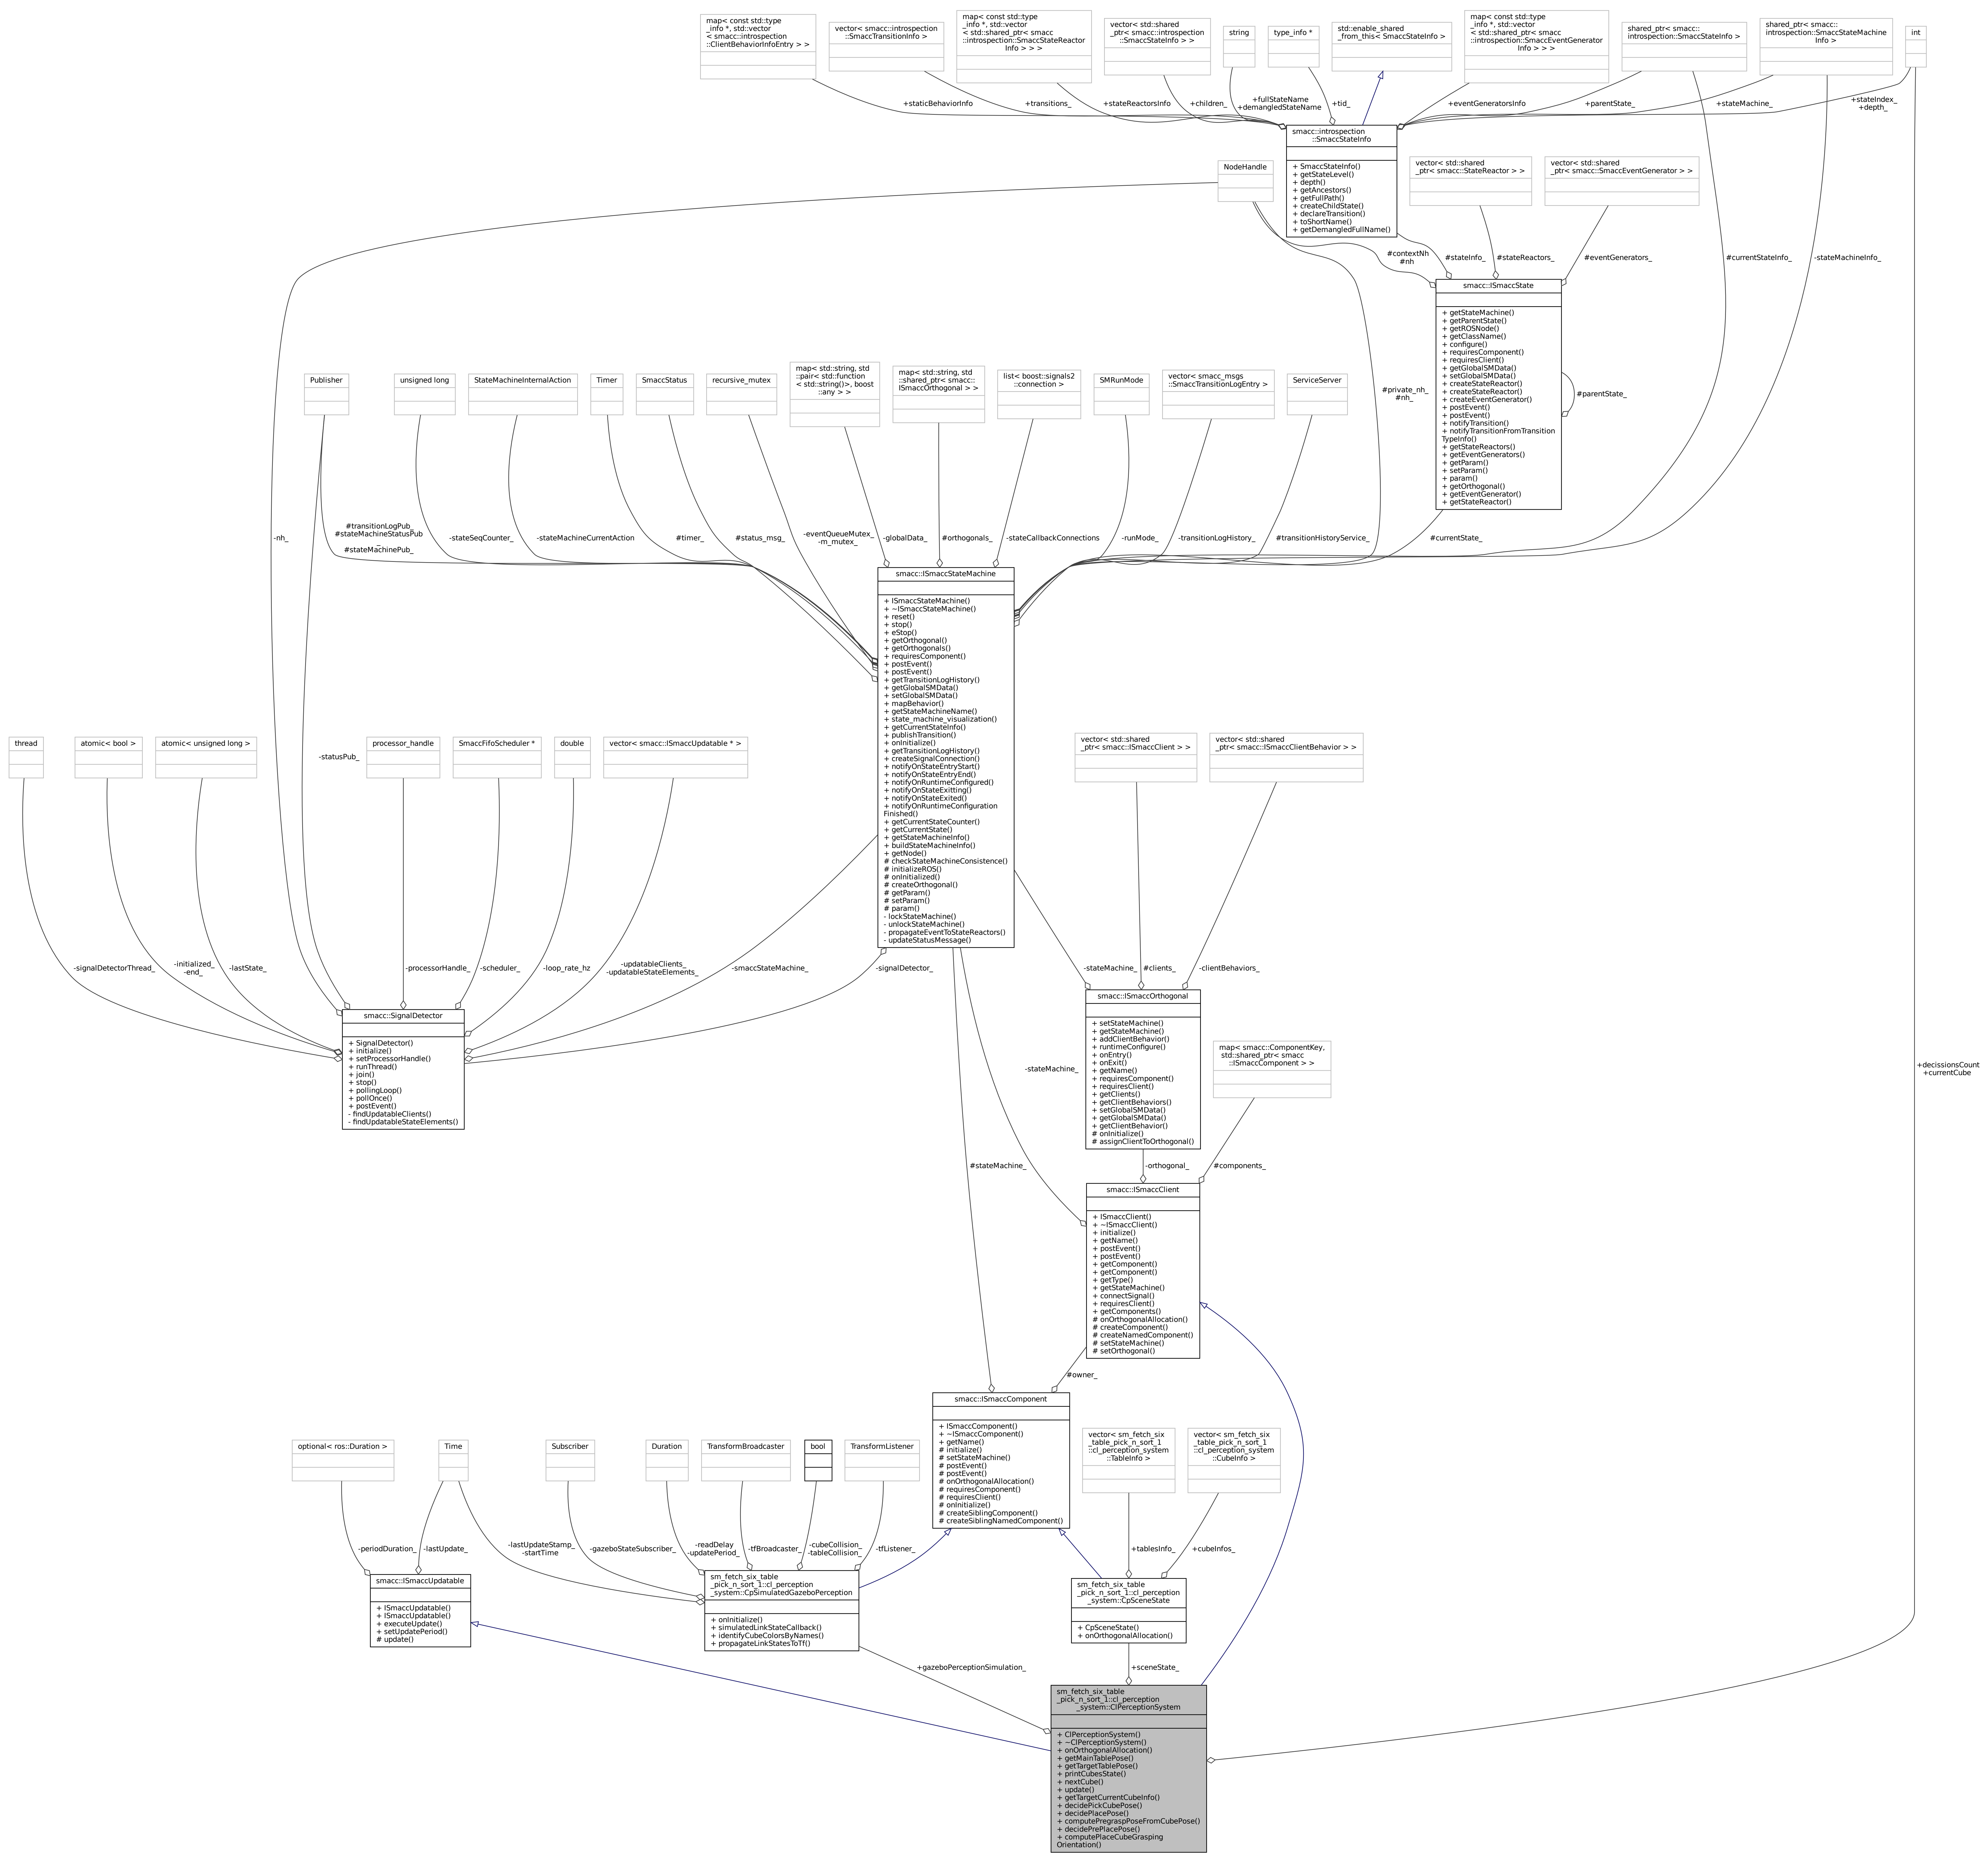 map< const std::type
_info *, std::vector
< smacc::introspection
::ClientBehaviorInfoEntry > >
vector< smacc::introspection
::SmaccTransitionInfo >
map< const std::type
_info *, std::vector
< std::shared_ptr< smacc
::introspection::SmaccStateReactor
Info > > >
vector< std::shared
_ptr< smacc::introspection
::SmaccStateInfo > >
string
type_info *
std::enable_shared
_from_this< SmaccStateInfo >
map< const std::type
_info *, std::vector
< std::shared_ptr< smacc
::introspection::SmaccEventGenerator
Info > > >
shared_ptr< smacc::
introspection::SmaccStateInfo >
shared_ptr< smacc::
introspection::SmaccStateMachine
Info >
int
+staticBehaviorInfo
+transitions_
+stateReactorsInfo
+children_
+fullStateName
+demangledStateName
+tid_
+eventGeneratorsInfo
+parentState_
+stateMachine_
+stateIndex_
+depth_
smacc::introspection
::SmaccStateInfo
+ SmaccStateInfo()
+ getStateLevel()
+ depth()
+ getAncestors()
+ getFullPath()
+ createChildState()
+ declareTransition()
+ toShortName()
+ getDemangledFullName()
NodeHandle
vector< std::shared
_ptr< smacc::StateReactor > >
vector< std::shared
_ptr< smacc::SmaccEventGenerator > >
#contextNh
#nh
#stateInfo_
#stateReactors_
#eventGenerators_
#currentStateInfo_
-stateMachineInfo_
smacc::ISmaccState
+ getStateMachine()
+ getParentState()
+ getROSNode()
+ getClassName()
+ configure()
+ requiresComponent()
+ requiresClient()
+ getGlobalSMData()
+ setGlobalSMData()
+ createStateReactor()
+ createStateReactor()
+ createEventGenerator()
+ postEvent()
+ postEvent()
+ notifyTransition()
+ notifyTransitionFromTransition
TypeInfo()
+ getStateReactors()
+ getEventGenerators()
+ getParam()
+ setParam()
+ param()
+ getOrthogonal()
+ getEventGenerator()
+ getStateReactor()
#parentState_
Publisher
unsigned long
StateMachineInternalAction
Timer
SmaccStatus
recursive_mutex
map< std::string, std
::pair< std::function
< std::string()>, boost
::any > >
map< std::string, std
::shared_ptr< smacc::
ISmaccOrthogonal > >
list< boost::signals2
::connection >
SMRunMode
vector< smacc_msgs
::SmaccTransitionLogEntry >
ServiceServer
#private_nh_
#nh_
-nh_
#transitionLogPub_
#stateMachineStatusPub
_
#stateMachinePub_
-stateSeqCounter_
-stateMachineCurrentAction
#timer_
#status_msg_
-eventQueueMutex_
-m_mutex_
-globalData_
#orthogonals_
-stateCallbackConnections
-runMode_
-transitionLogHistory_
#transitionHistoryService_
#currentState_
smacc::ISmaccStateMachine
+ ISmaccStateMachine()
+ ~ISmaccStateMachine()
+ reset()
+ stop()
+ eStop()
+ getOrthogonal()
+ getOrthogonals()
+ requiresComponent()
+ postEvent()
+ postEvent()
+ getTransitionLogHistory()
+ getGlobalSMData()
+ setGlobalSMData()
+ mapBehavior()
+ getStateMachineName()
+ state_machine_visualization()
+ getCurrentStateInfo()
+ publishTransition()
+ onInitialize()
+ getTransitionLogHistory()
+ createSignalConnection()
+ notifyOnStateEntryStart()
+ notifyOnStateEntryEnd()
+ notifyOnRuntimeConfigured()
+ notifyOnStateExitting()
+ notifyOnStateExited()
+ notifyOnRuntimeConfiguration
Finished()
+ getCurrentStateCounter()
+ getCurrentState()
+ getStateMachineInfo()
+ buildStateMachineInfo()
+ getNode()
# checkStateMachineConsistence()
# initializeROS()
# onInitialized()
# createOrthogonal()
# getParam()
# setParam()
# param()
- lockStateMachine()
- unlockStateMachine()
- propagateEventToStateReactors()
- updateStatusMessage()
thread
atomic< bool >
atomic< unsigned long >
-statusPub_
processor_handle
SmaccFifoScheduler *
double
vector< smacc::ISmaccUpdatable * >
vector< std::shared
_ptr< smacc::ISmaccClient > >
vector< std::shared
_ptr< smacc::ISmaccClientBehavior > >
-signalDetectorThread_
-initialized_
-end_
-lastState_
-processorHandle_
-scheduler_
-loop_rate_hz
-updatableClients_
-updatableStateElements_
-smaccStateMachine_
-signalDetector_
-stateMachine_
#clients_
-clientBehaviors_
smacc::SignalDetector
+ SignalDetector()
+ initialize()
+ setProcessorHandle()
+ runThread()
+ join()
+ stop()
+ pollingLoop()
+ pollOnce()
+ postEvent()
- findUpdatableClients()
- findUpdatableStateElements()
smacc::ISmaccOrthogonal
+ setStateMachine()
+ getStateMachine()
+ addClientBehavior()
+ runtimeConfigure()
+ onEntry()
+ onExit()
+ getName()
+ requiresComponent()
+ requiresClient()
+ getClients()
+ getClientBehaviors()
+ setGlobalSMData()
+ getGlobalSMData()
+ getClientBehavior()
# onInitialize()
# assignClientToOrthogonal()
map< smacc::ComponentKey,
std::shared_ptr< smacc
::ISmaccComponent > >
-stateMachine_
+decissionsCount
+currentCube
#stateMachine_
-orthogonal_
#components_
smacc::ISmaccClient
+ ISmaccClient()
+ ~ISmaccClient()
+ initialize()
+ getName()
+ postEvent()
+ postEvent()
+ getComponent()
+ getComponent()
+ getType()
+ getStateMachine()
+ connectSignal()
+ requiresClient()
+ getComponents()
# onOrthogonalAllocation()
# createComponent()
# createNamedComponent()
# setStateMachine()
# setOrthogonal()
#owner_
smacc::ISmaccComponent
+ ISmaccComponent()
+ ~ISmaccComponent()
+ getName()
# initialize()
# setStateMachine()
# postEvent()
# postEvent()
# onOrthogonalAllocation()
# requiresComponent()
# requiresClient()
# onInitialize()
# createSiblingComponent()
# createSiblingNamedComponent()
optional< ros::Duration >
Time
Subscriber
Duration
TransformBroadcaster
bool
TransformListener
vector< sm_fetch_six
_table_pick_n_sort_1
::cl_perception_system
::TableInfo >
vector< sm_fetch_six
_table_pick_n_sort_1
::cl_perception_system
::CubeInfo >
-periodDuration_
-lastUpdate_
-lastUpdateStamp_
-startTime
-gazeboStateSubscriber_
-readDelay
-updatePeriod_
-tfBroadcaster_
-cubeCollision_
-tableCollision_
-tfListener_
+tablesInfo_
+cubeInfos_
smacc::ISmaccUpdatable
+ ISmaccUpdatable()
+ ISmaccUpdatable()
+ executeUpdate()
+ setUpdatePeriod()
# update()
sm_fetch_six_table
_pick_n_sort_1::cl_perception
_system::CpSimulatedGazeboPerception
+ onInitialize()
+ simulatedLinkStateCallback()
+ identifyCubeColorsByNames()
+ propagateLinkStatesToTf()
sm_fetch_six_table
_pick_n_sort_1::cl_perception
_system::CpSceneState
+ CpSceneState()
+ onOrthogonalAllocation()
+gazeboPerceptionSimulation_
+sceneState_
sm_fetch_six_table
_pick_n_sort_1::cl_perception
_system::ClPerceptionSystem
+ ClPerceptionSystem()
+ ~ClPerceptionSystem()
+ onOrthogonalAllocation()
+ getMainTablePose()
+ getTargetTablePose()
+ printCubesState()
+ nextCube()
+ update()
+ getTargetCurrentCubeInfo()
+ decidePickCubePose()
+ decidePlacePose()
+ computePregraspPoseFromCubePose()
+ decidePrePlacePose()
+ computePlaceCubeGrasping
Orientation()